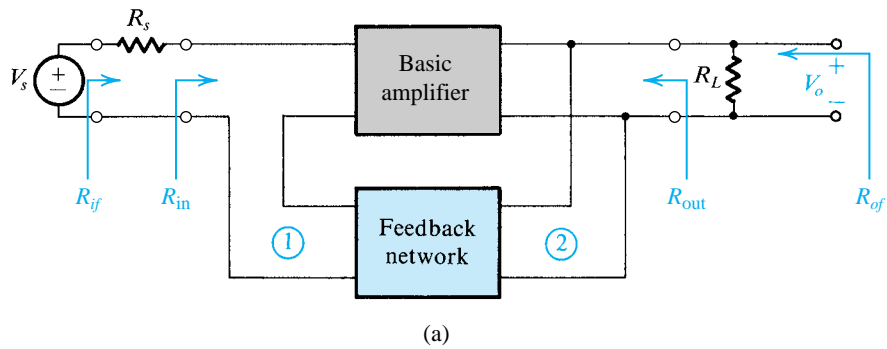 R_s
V_s
+
−
R_if
R_in
Basic
amplifier
R_L
+
V_o
−
R_out
R_of
1
Feedback
network
2
(a)